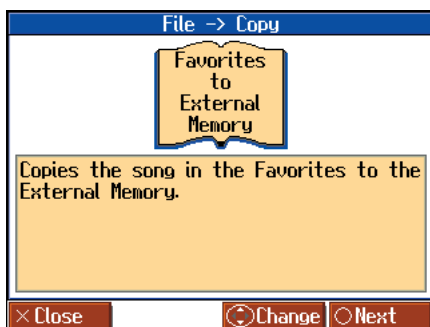 File -> Copy
Favorites
to
External
Memory
Copies the song in the Favorites to the
External Memory.
× Close
Change
Next